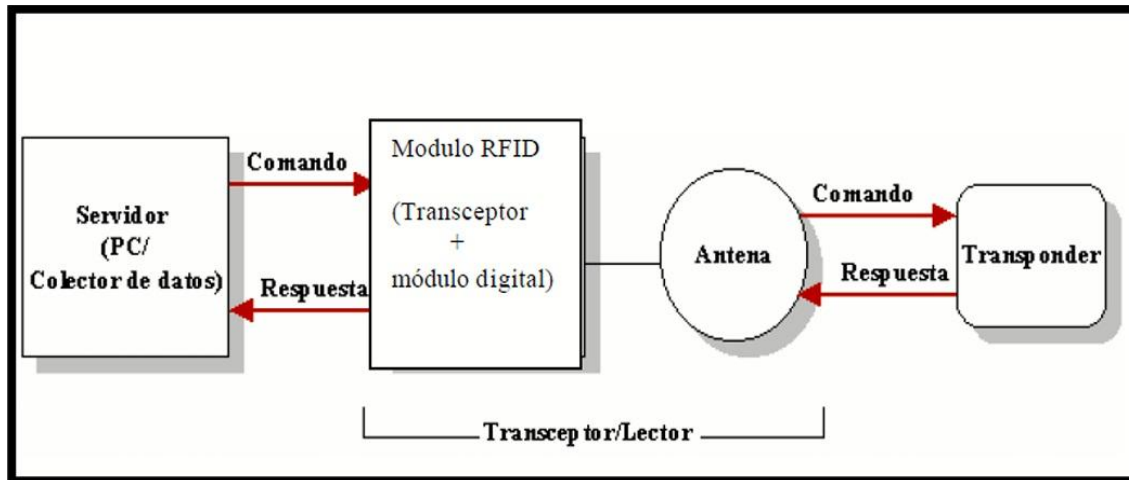 Servidor
(PC/
Colector de datos)
Comando
Respuesta
Modulo RFID
(Transceptor
+
módulo digital)
Antena
Comando
Respuesta
Transponder
Transceptor/Lector